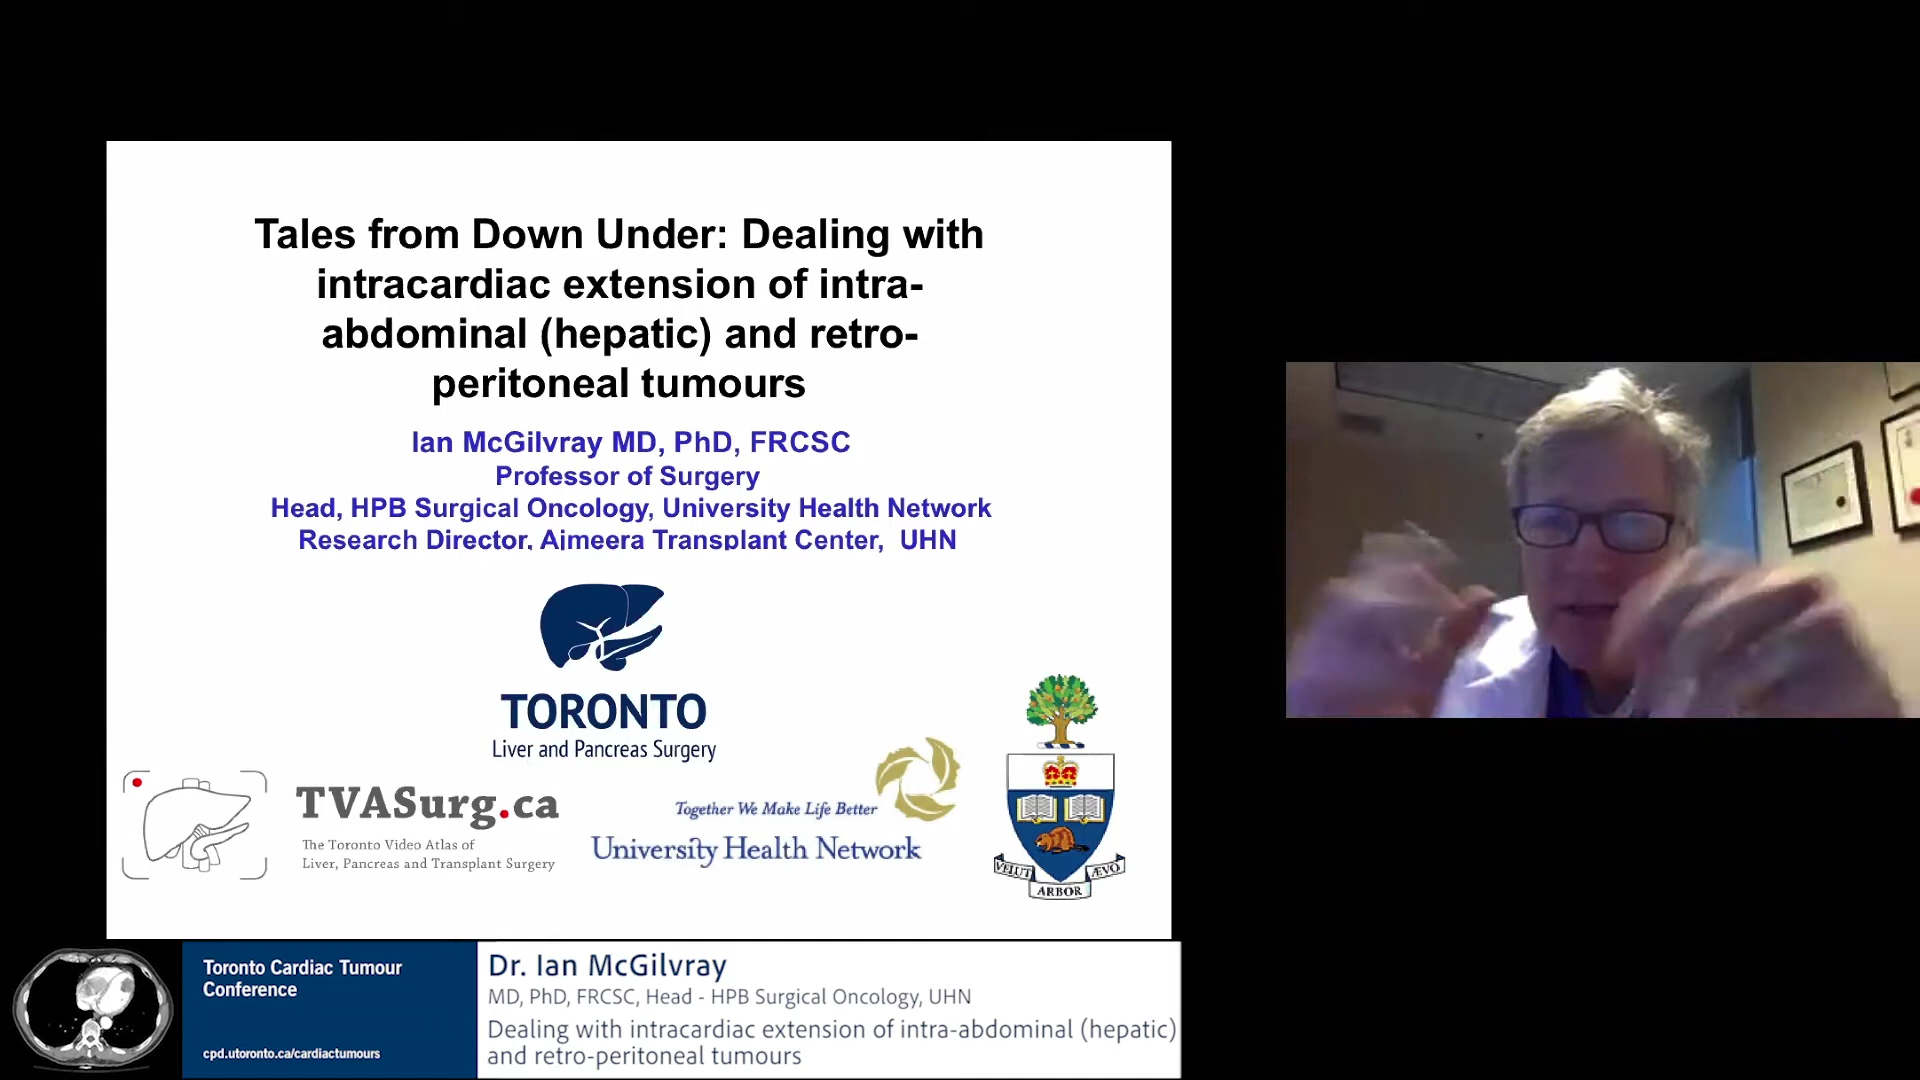 Tales from Down Under: Dealing with
intracardiac extension of intra-
abdominal (hepatic) and retro-
peritoneal tumours
Ian McGilvray MD, PhD, FRCSC
Professor of Surgery
Head, HPB Surgical Oncology, University Health Network
Research Director, Ajmeera Transplant Center, UHN
TORONTO
Liver and Pancreas Surgery
TVASurg.ca
The Toronto Video Atlas of
Liver, Pancreas and Transplant Surgery
Together We Make Life Better
University Health Network
VELUT ARBOR ÆVO
Toronto Cardiac Tumour
Conference
cpd.utoronto.ca/cardiactumours
Dr. Ian McGilvray
MD, PhD, FRCSC, Head - HPB Surgical Oncology, UHN
Dealing with intracardiac extension of intra-abdominal (hepatic)
and retro-peritoneal tumours